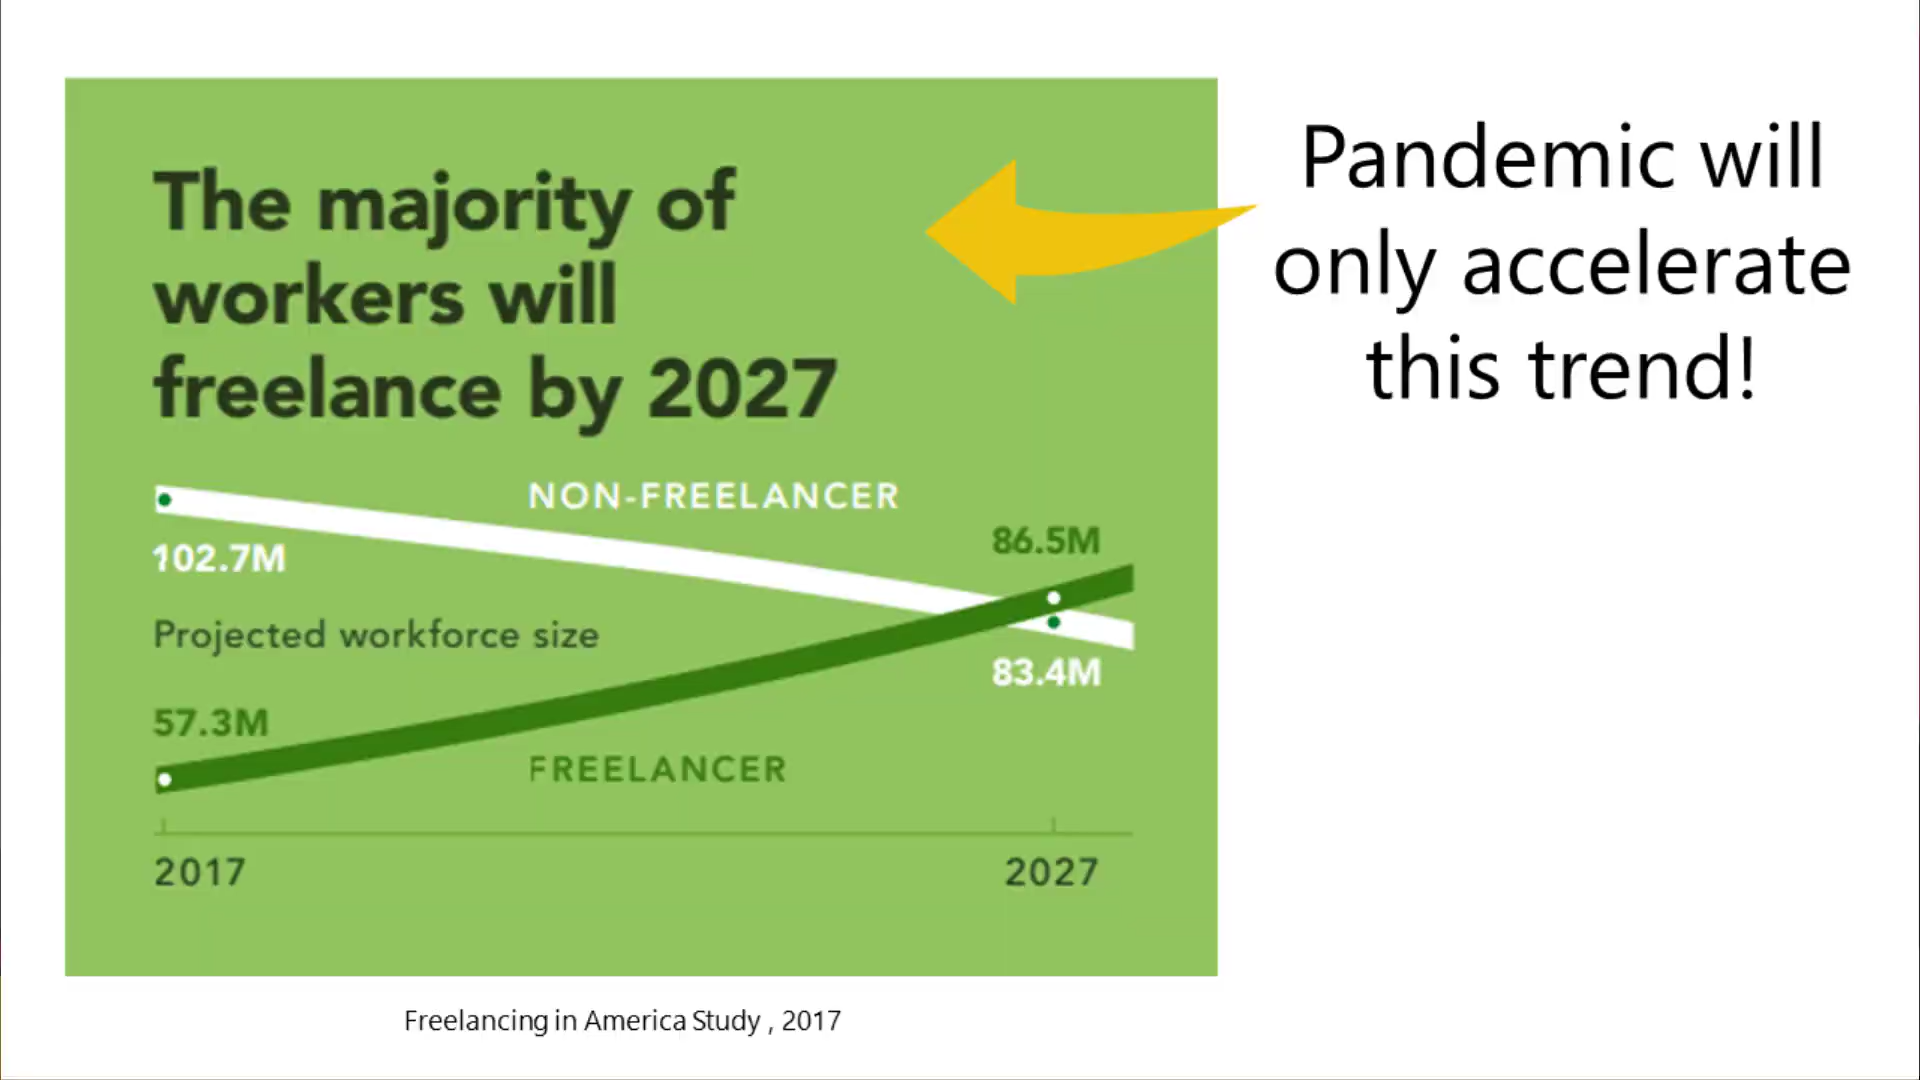 The majority of
workers will
freelance by 2027
Pandemic will
only accelerate
this trend!
NON-FREELANCER
102.7M
86.5M
Projected workforce size
83.4M
57.3M
FREELANCER
2017
2027
Freelancing in America Study , 2017